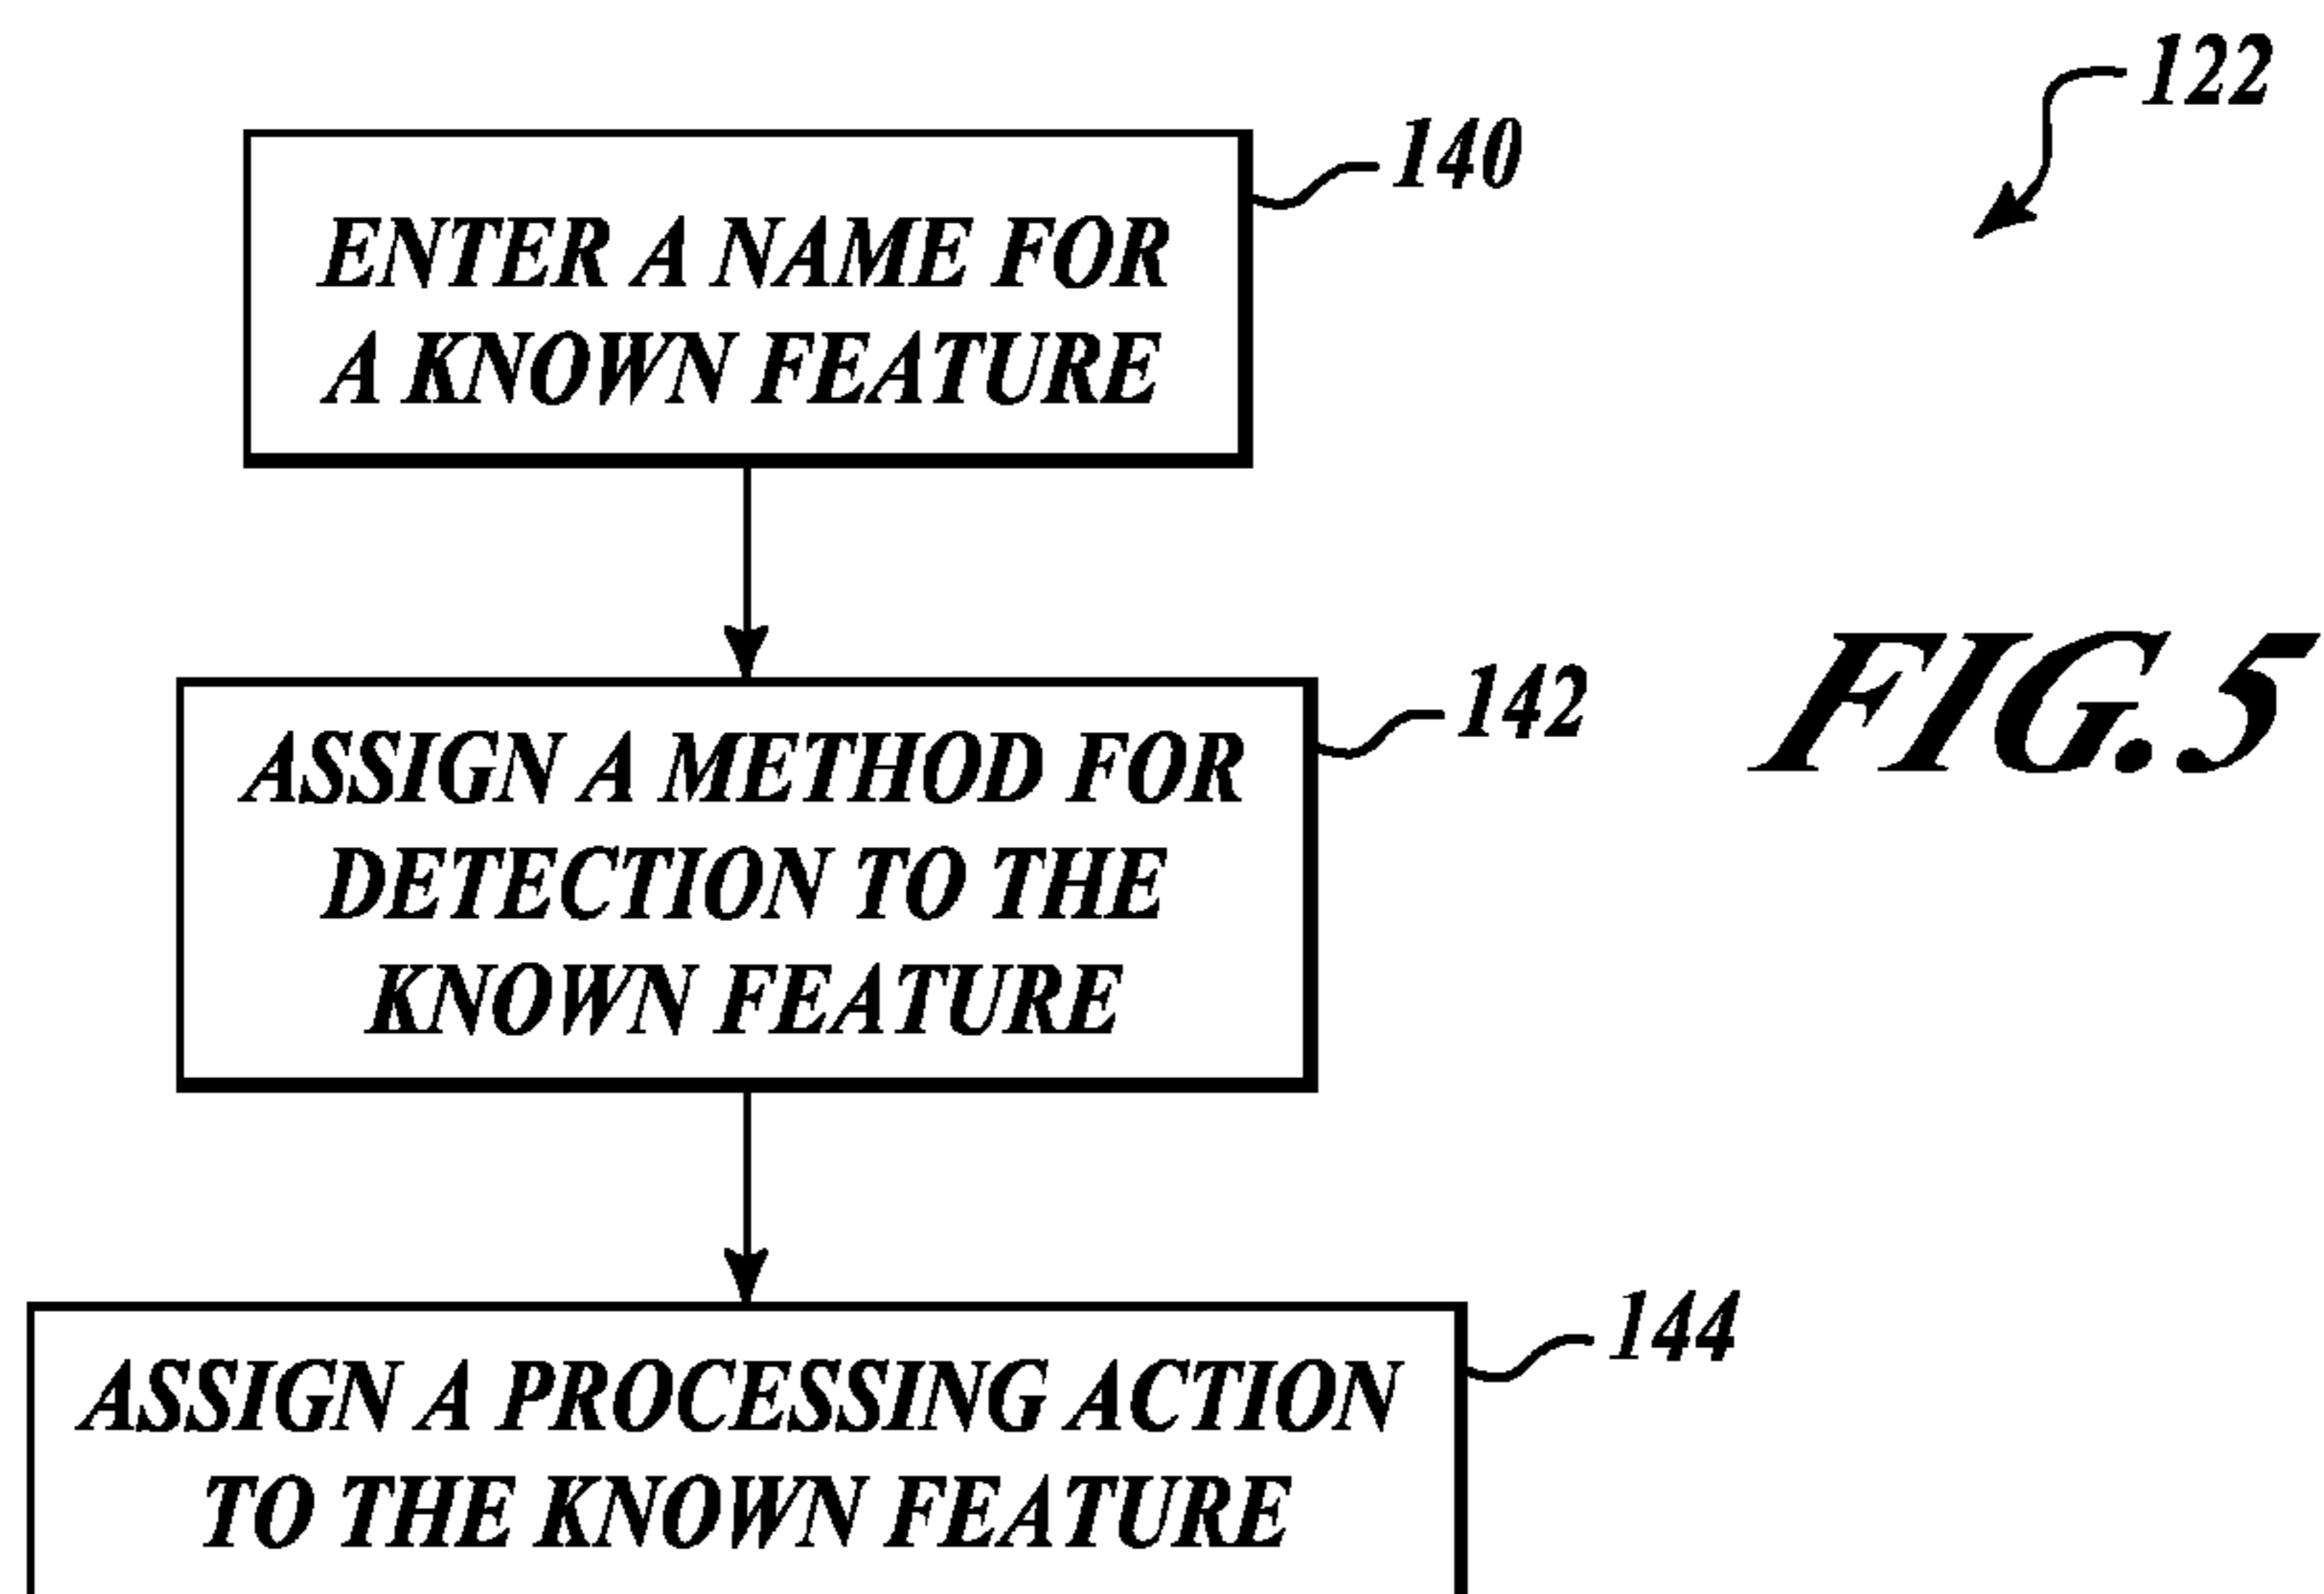 122
140
ENTER A NAME FOR
A KNOWN FEATURE
142
FIG.5
ASSIGN A METHOD FOR
DETECTION TO THE
KNOWN FEATURE
144
ASSIGN A PROCESSING ACTION
TO THE KNOWN FEATURE